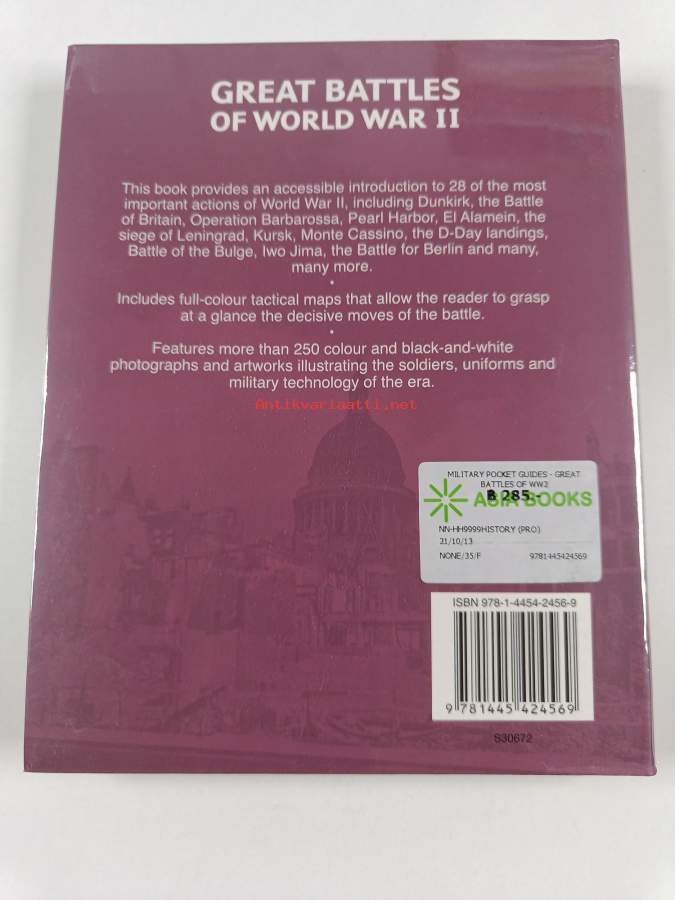 GREAT BATTLES
OF WORLD WAR II
This book provides an accessible introduction to 28 of the most
important actions of World War II, including Dunkirk, the Battle
of Britain, Operation Barbarossa, Pearl Harbor, El Alamein, the
siege of Leningrad, Kursk, Monte Cassino, the D-Day landings,
Battle of the Bulge, Iwo Jima, the Battle for Berlin and many,
many more.
•
Includes full-colour tactical maps that allow the reader to grasp
at a glance the decisive moves of the battle.
•
Features more than 250 colour and black-and-white
photographs and artworks illustrating the soldiers, uniforms and
military technology of the era.
Antikvariaatti.net
MILITARY POCKET GUIDES - GREAT
BATTLES OF WW2
฿ 285.-
ASIA BOOKS
NN-HH9999HISTORY (PRO)
21/10/13
NONE/35/F 9781445424569
ISBN 978-1-4454-2456-9
9 781445 424569
S30672